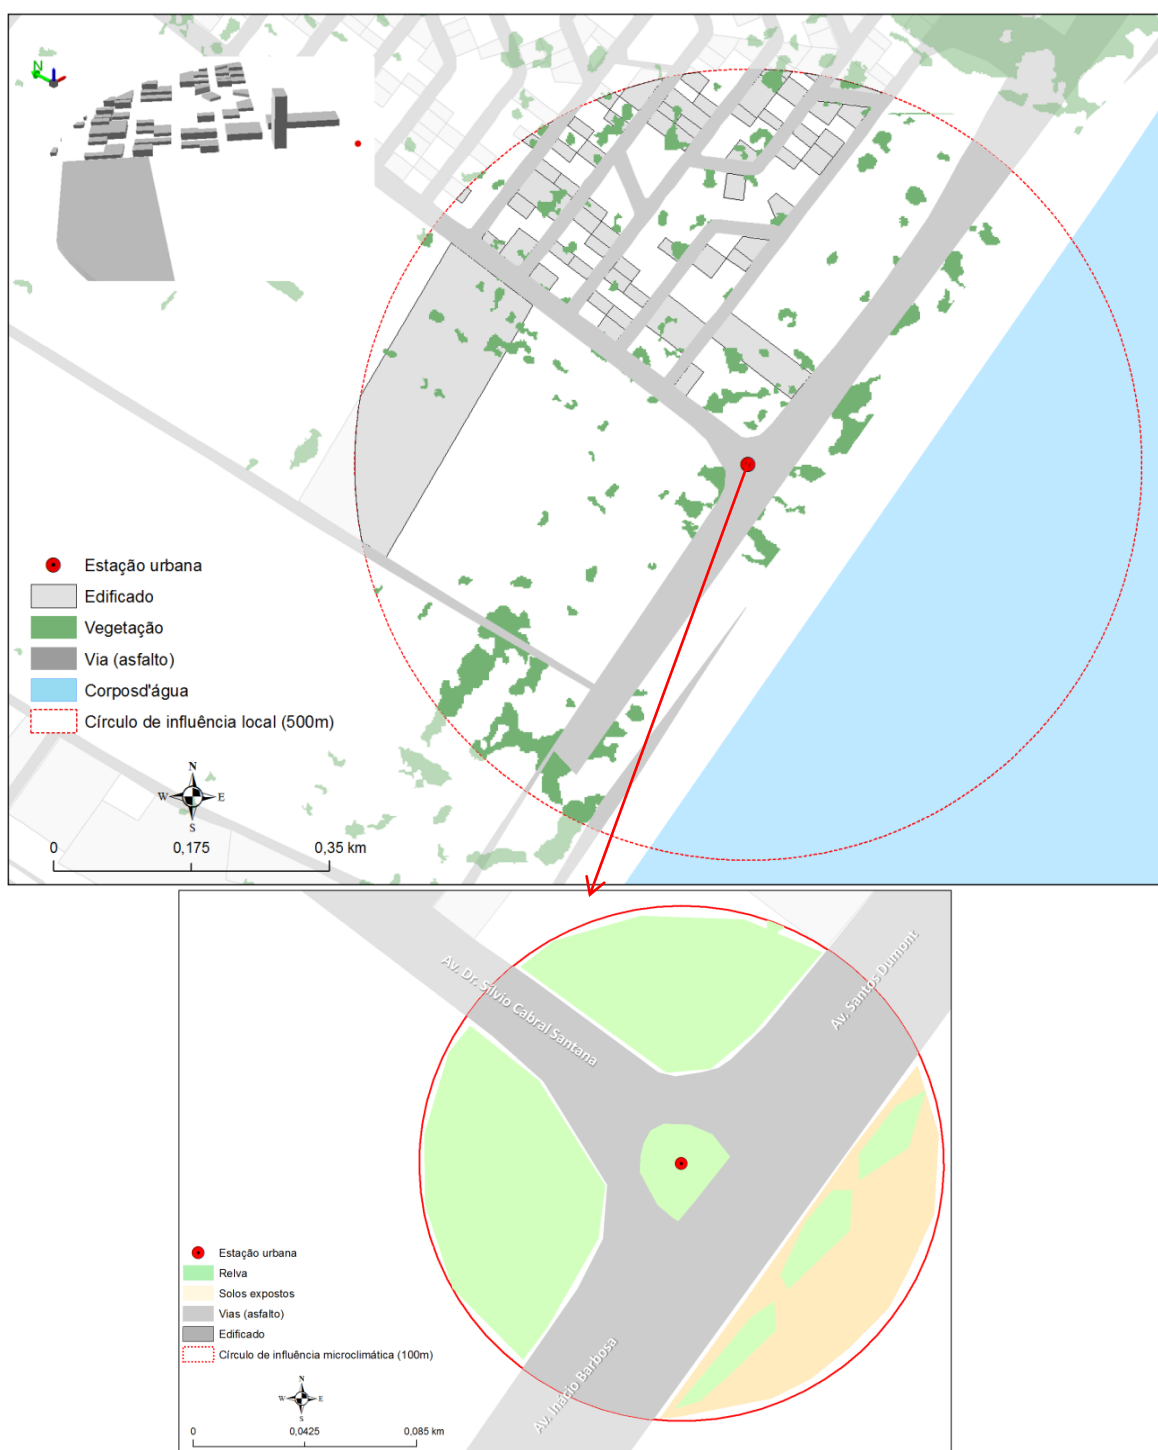 N
Estação urbana
Edificado
Vegetação
Via (asfalto)
Corposd'água
Círculo de influência local (500m)
N
W E
S
0 0,175 0,35 km
Av. Dr. Sílvio Cabral Santana
Av. Santos Dumont
Av. Inácio Barbosa
Estação urbana
Relva
Solos expostos
Vias (asfalto)
Edificado
Círculo de influência microclimática (100m)
N
W E
S
0 0,0425 0,085 km